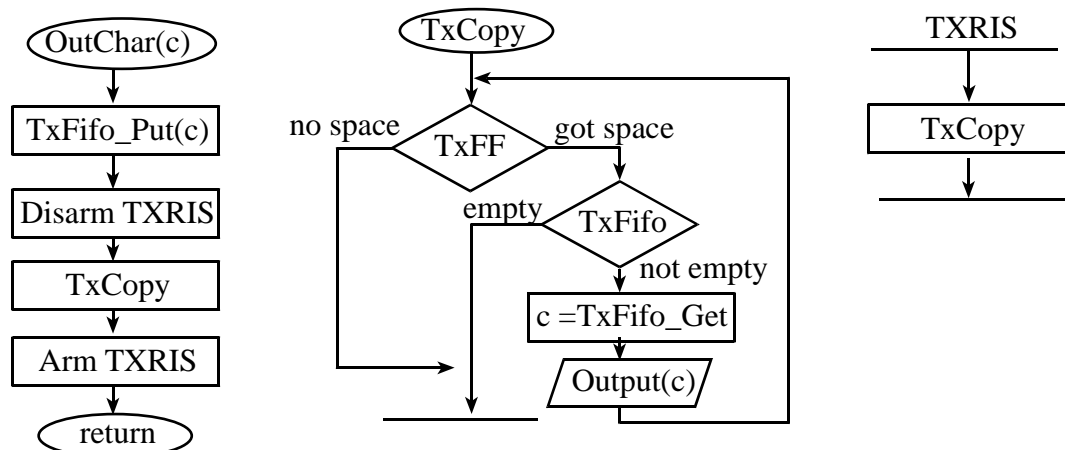 OutChar(c)
TxFifo_Put(c)
Disarm TXRIS
TxCopy
Arm TXRIS
return
TxCopy
no space
TxFF
got space
empty
TxFifo
not empty
c =TxFifo_Get
Output(c)
TXRIS
TxCopy